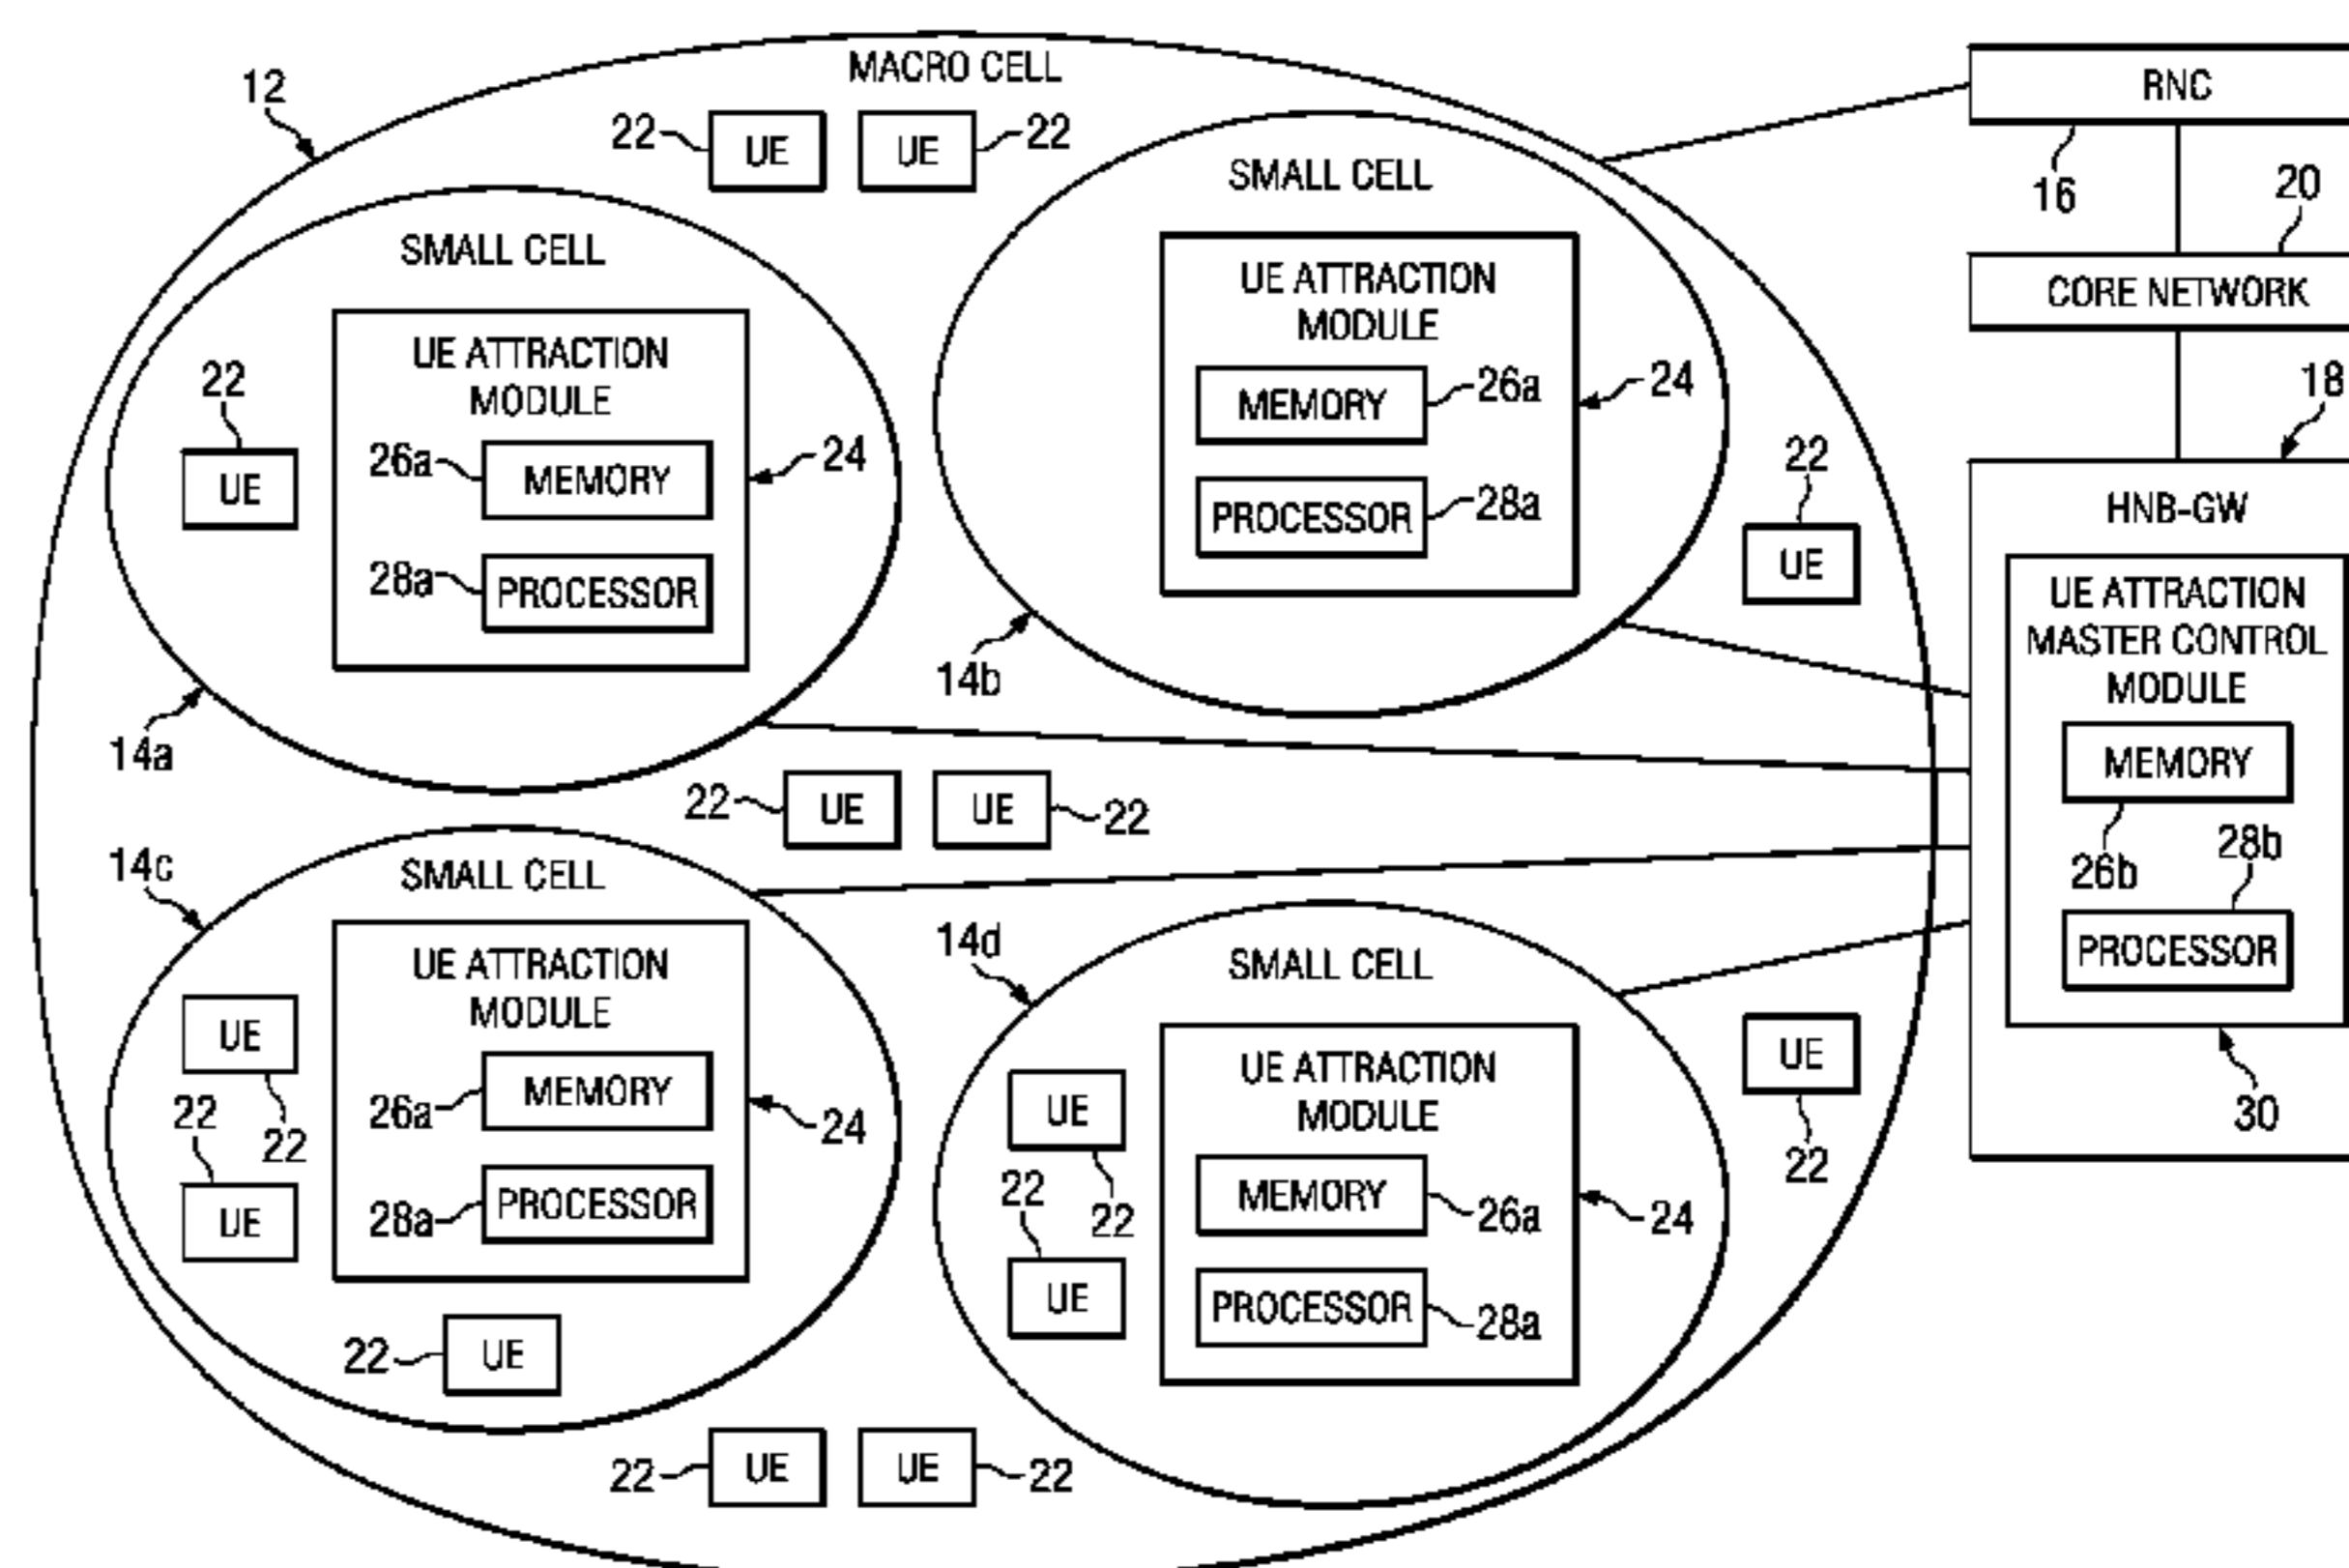 MACRO CELL
12
22
UE
UE
22
SMALL CELL
22
UE
UE ATTRACTION
MODULE
26a
MEMORY
28a
PROCESSOR
24
14a
SMALL CELL
UE ATTRACTION
MODULE
MEMORY
26a
PROCESSOR
28a
24
14b
22
UE
22
UE
UE
22
14c
SMALL CELL
UE
22
22
UE
UE ATTRACTION
MODULE
26a
MEMORY
28a
PROCESSOR
24
22
UE
14d
SMALL CELL
UE
22
22
UE
UE ATTRACTION
MODULE
MEMORY
26a
PROCESSOR
28a
24
UE
22
22
UE
UE
22
RNC
16
20
CORE NETWORK
18
HNB-GW
UE ATTRACTION
MASTER CONTROL
MODULE
MEMORY
26b
28b
PROCESSOR
30